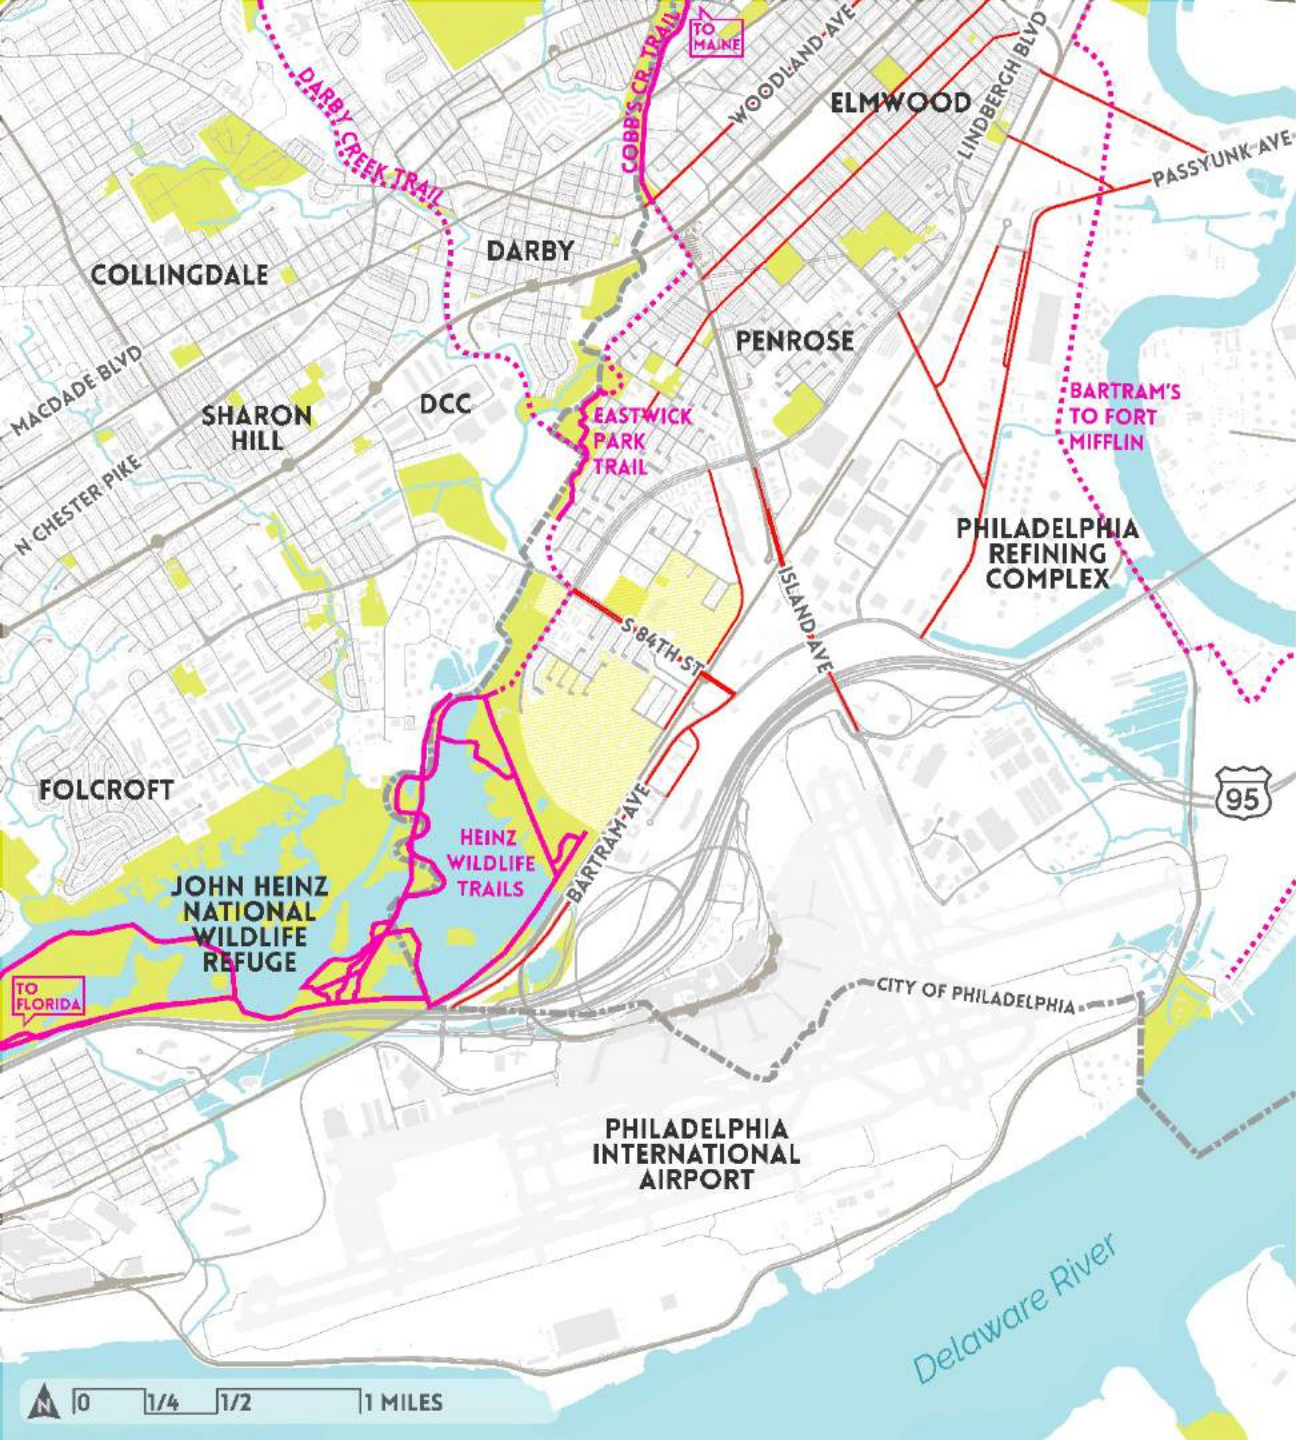 TO
MAINE
COBB'S CR. TRAIL
WOODLAND AVE
LINDBERGH BLVD
ELMWOOD
DARBY CREEK TRAIL
PASSYUNK AVE
DARBY
COLLINGDALE
PENROSE
MACDADE BLVD
BARTRAM'S
TO FORT
MIFFLIN
DCC
SHARON
HILL
EASTWICK
PARK
TRAIL
N CHESTER PIKE
PHILADELPHIA
REFINING
COMPLEX
ISLAND AVE
S 84TH ST
FOLCROFT
95
HEINZ
WILDLIFE
TRAILS
BARTRAM AVE
JOHN HEINZ
NATIONAL
WILDLIFE
REFUGE
TO
FLORIDA
CITY OF PHILADELPHIA
PHILADELPHIA
INTERNATIONAL
AIRPORT
Delaware River
N 0 1/4 1/2 1 MILES